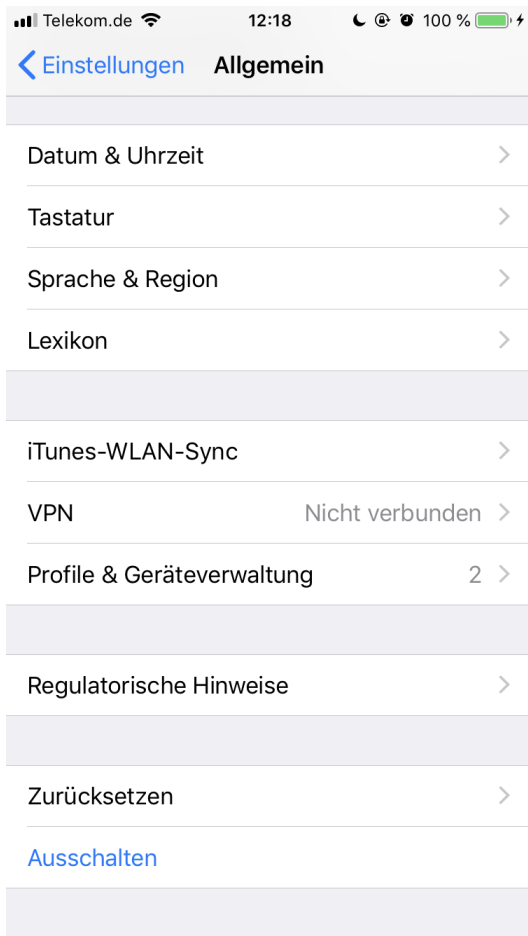 Telekom.de 12:18 100 %
Einstellungen Allgemein
Datum & Uhrzeit
Tastatur
Sprache & Region
Lexikon
iTunes-WLAN-Sync
VPN Nicht verbunden
Profile & Geräteverwaltung 2
Regulatorische Hinweise
Zurücksetzen
Ausschalten